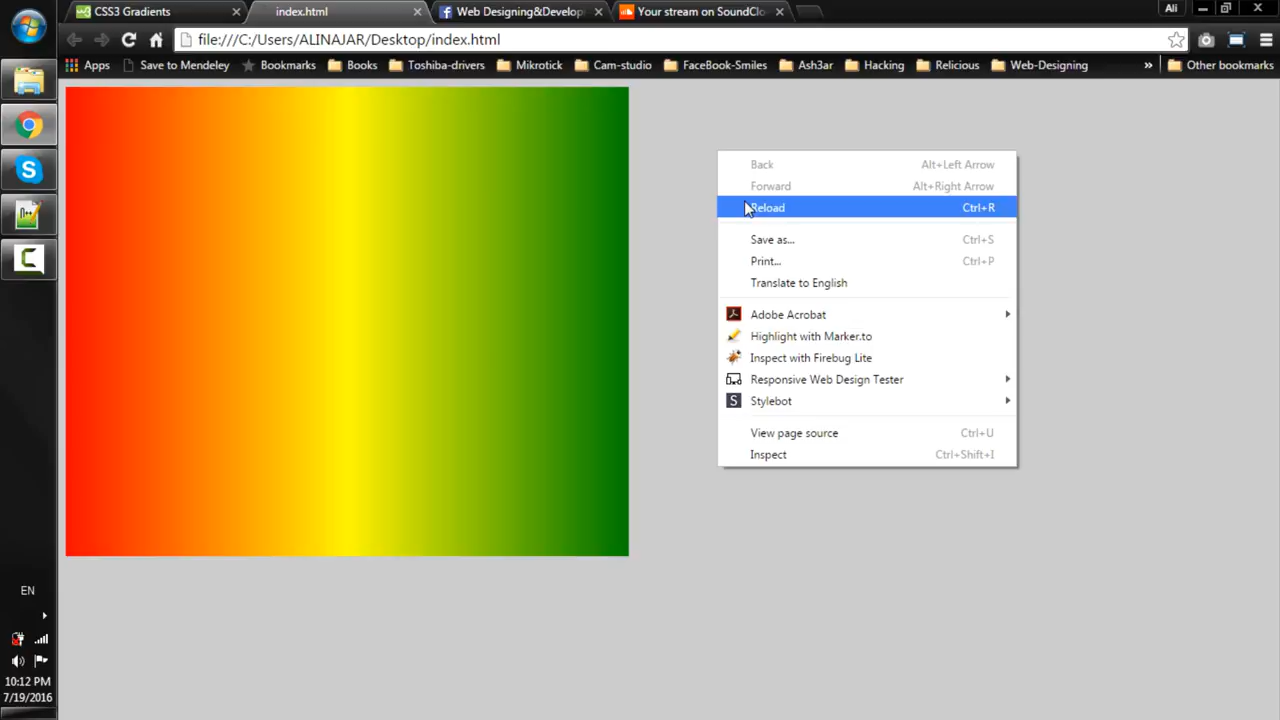 CSS3 Gradients
index.html
Web Designing&Develop
Your stream on SoundClo
Ali
file:///C:/Users/ALINAJAR/Desktop/index.html
Apps
Save to Mendeley
Bookmarks
Books
Toshiba-drivers
Mikrotick
Cam-studio
FaceBook-Smiles
Ash3ar
Hacking
Relicious
Web-Designing
»
Other bookmarks
Back Alt+Left Arrow
Forward Alt+Right Arrow
Reload Ctrl+R
Save as... Ctrl+S
Print... Ctrl+P
Translate to English
Adobe Acrobat
Highlight with Marker.to
Inspect with Firebug Lite
Responsive Web Design Tester
S Stylebot
View page source Ctrl+U
Inspect Ctrl+Shift+I
EN
10:12 PM
7/19/2016